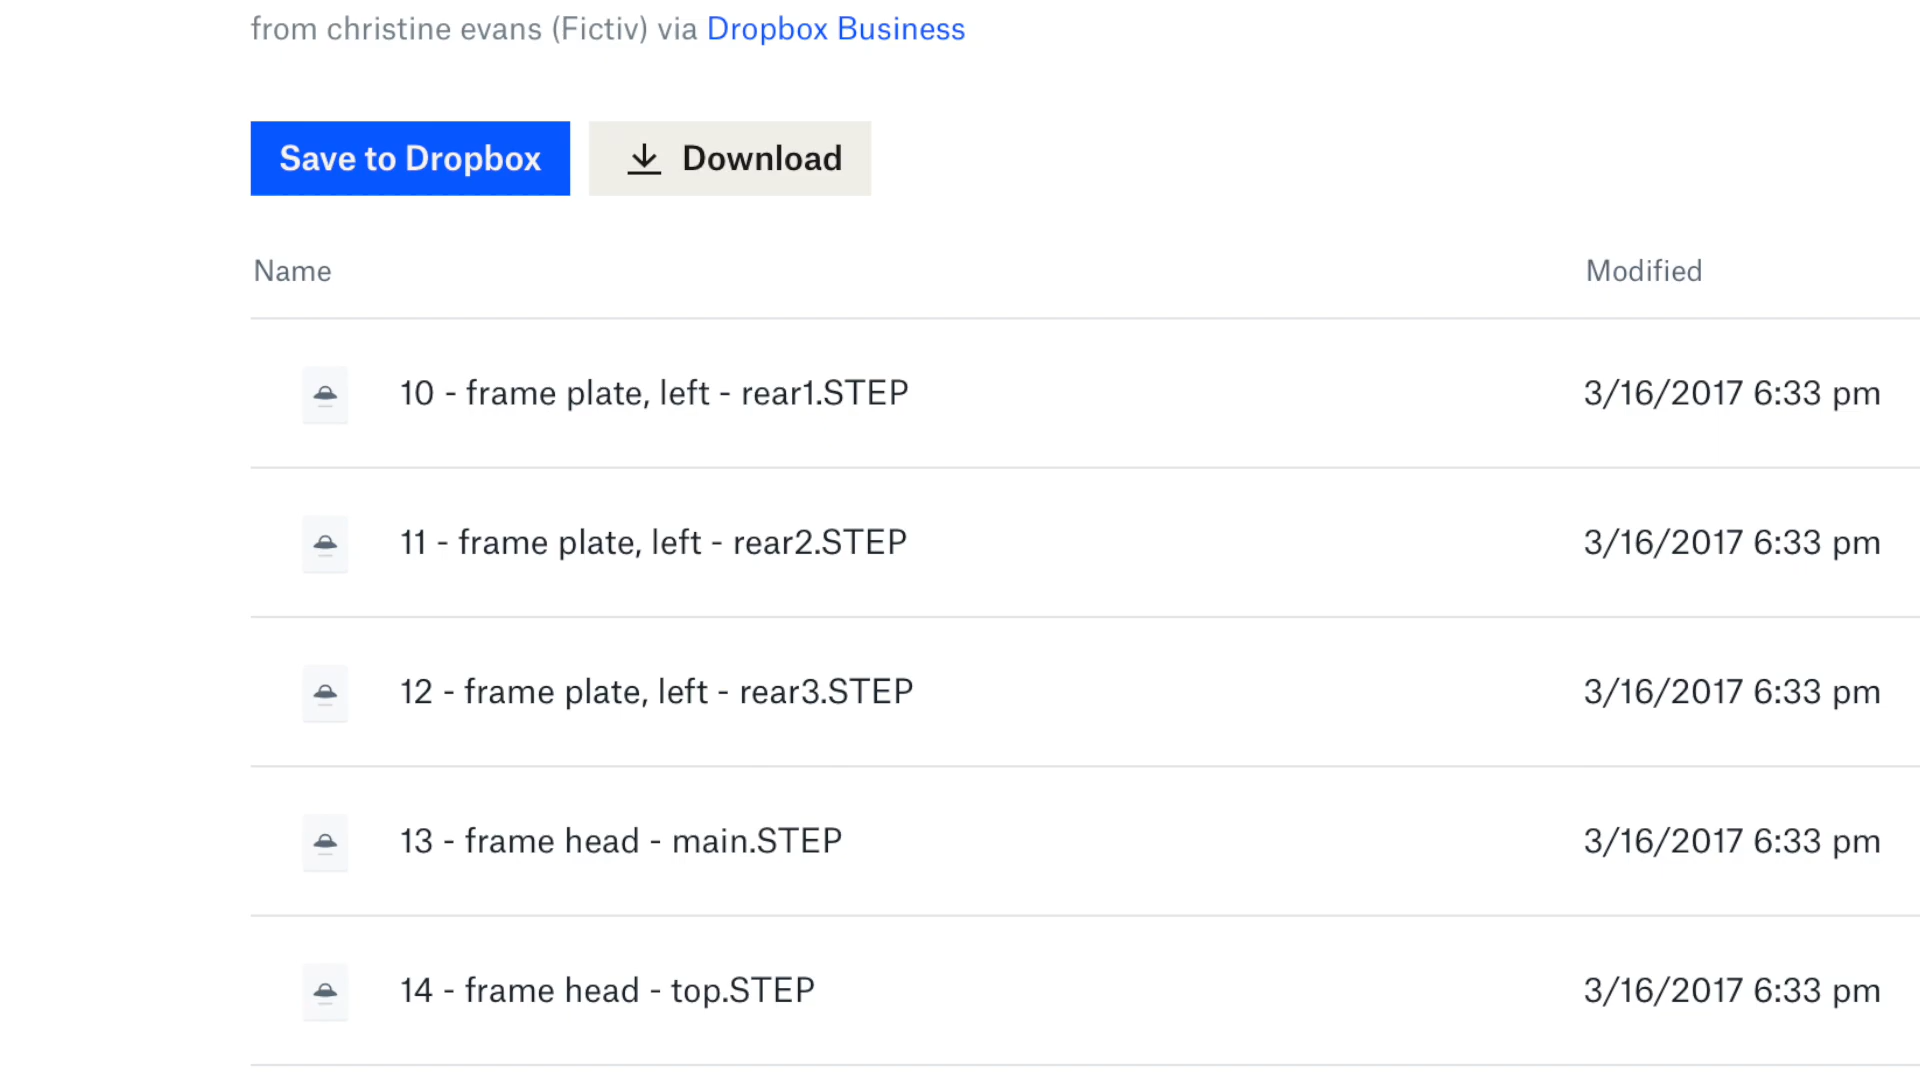 from christine evans (Fictiv) via Dropbox Business
Save to Dropbox Download
Name Modified
10 - frame plate, left - rear1.STEP 3/16/2017 6:33 pm
11 - frame plate, left - rear2.STEP 3/16/2017 6:33 pm
12 - frame plate, left - rear3.STEP 3/16/2017 6:33 pm
13 - frame head - main.STEP 3/16/2017 6:33 pm
14 - frame head - top.STEP 3/16/2017 6:33 pm